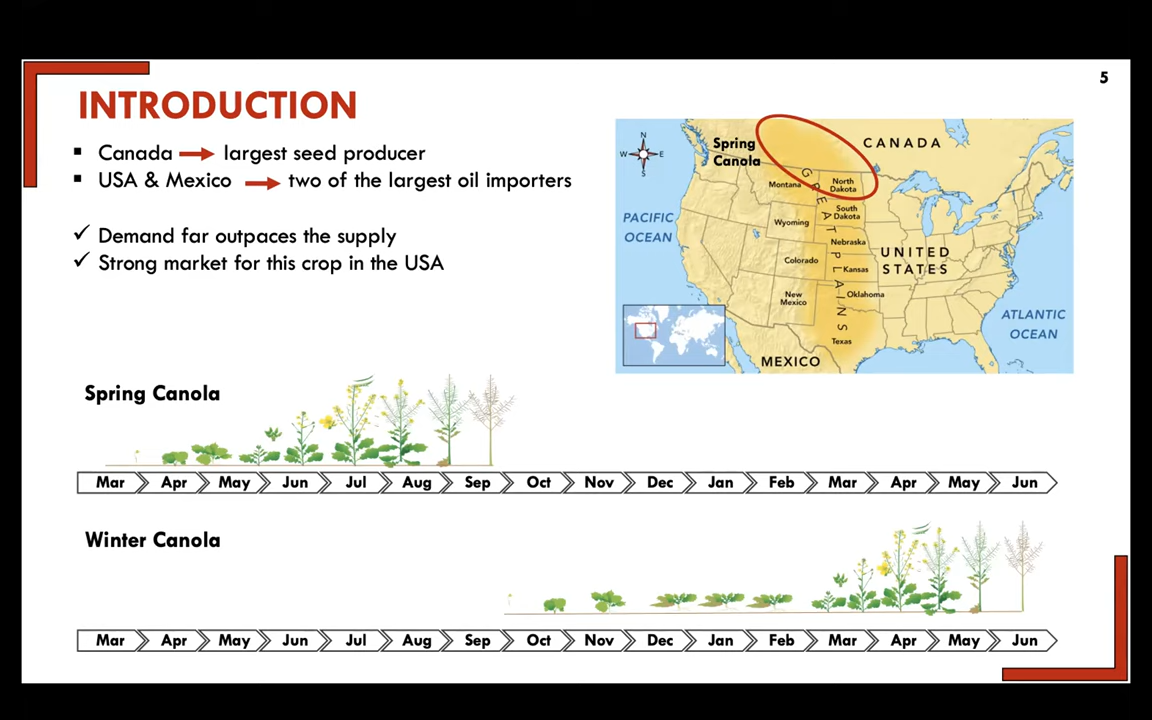 5
INTRODUCTION
▪ Canada → largest seed producer
▪ USA & Mexico → two of the largest oil importers
✓ Demand far outpaces the supply
✓ Strong market for this crop in the USA
N
W E
S
Spring
Canola
CANADA
Montana
North
Dakota
South
Dakota
Wyoming
Nebraska
Colorado
Kansas
New
Mexico
Oklahoma
Texas
GREAT PLAINS
PACIFIC
OCEAN
UNITED
STATES
ATLANTIC
OCEAN
MEXICO
Spring Canola
Mar Apr May Jun Jul Aug Sep Oct Nov Dec Jan Feb Mar Apr May Jun
Winter Canola
Mar Apr May Jun Jul Aug Sep Oct Nov Dec Jan Feb Mar Apr May Jun